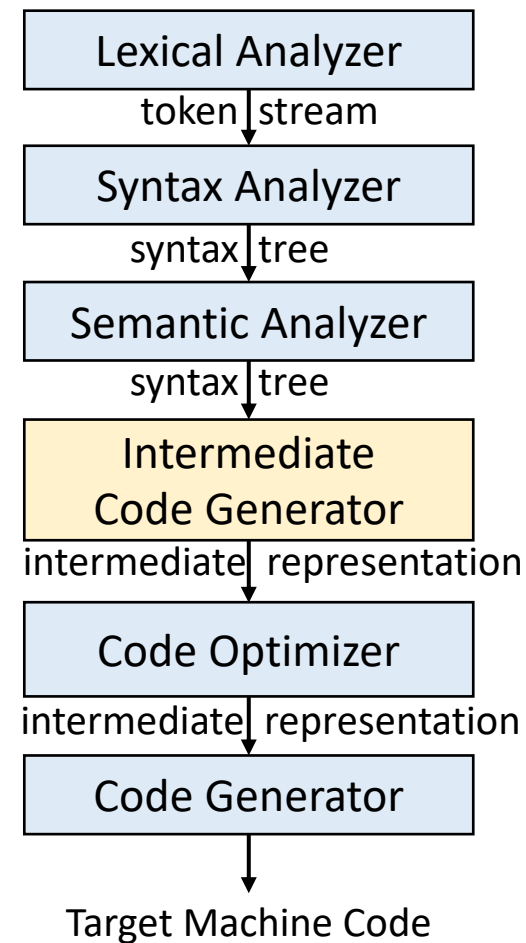 Lexical Analyzer
token stream
Syntax Analyzer
syntax tree
Semantic Analyzer
syntax tree
Intermediate
Code Generator
intermediate representation
Code Optimizer
intermediate representation
Code Generator
Target Machine Code